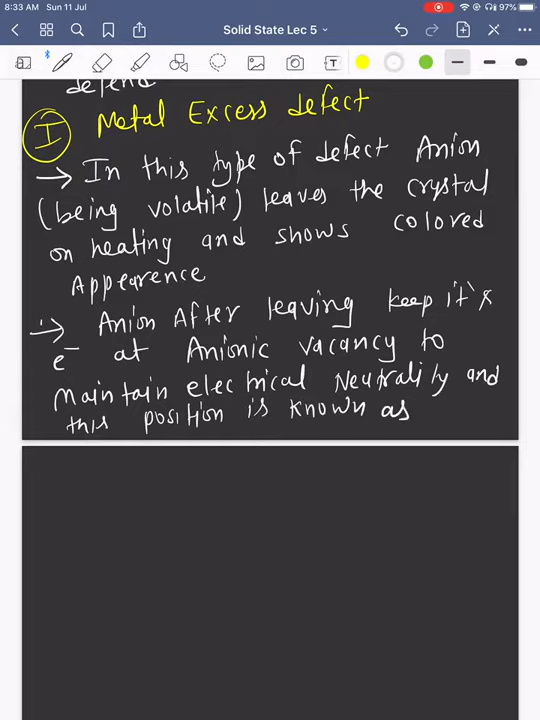 8:33 AM Sun 11 Jul 97%
Solid State Lec 5
T
defend
I Metal Excess defect
→ In this type of defect Anion
(being volatile) leaves the crystal
on heating and shows colored
Appearence
→ Anion After leaving keep it's
e⁻ at Anionic vacancy to
Maintain electrical Neutrality and
this position is known as